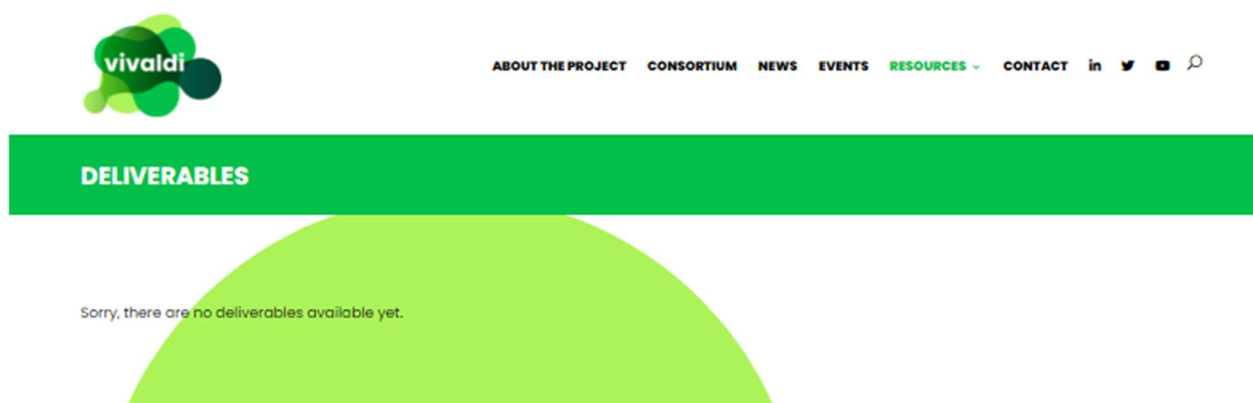 vivaldi
ABOUT THE PROJECT CONSORTIUM NEWS EVENTS RESOURCES CONTACT in
DELIVERABLES
Sorry, there are no deliverables available yet.